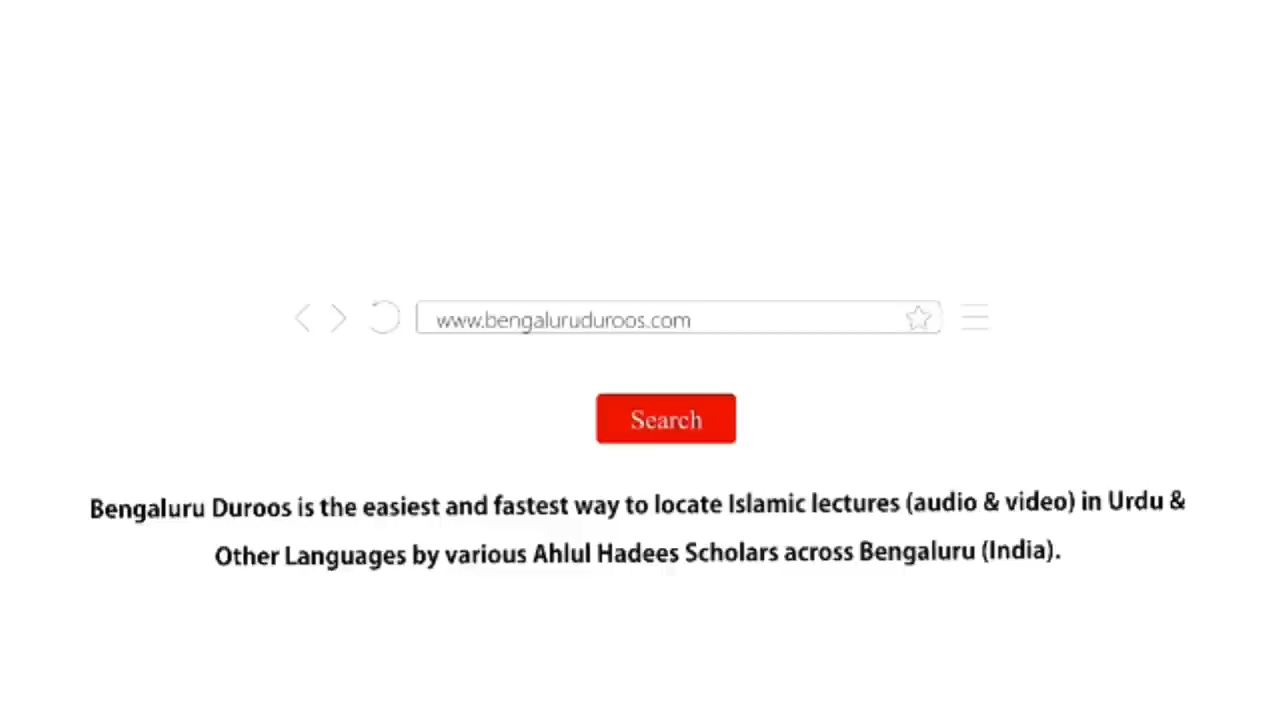 www.bengaluruduroos.com
Search
Bengaluru Duroos is the easiest and fastest way to locate Islamic lectures (audio & video) in Urdu &
Other Languages by various Ahlul Hadees Scholars across Bengaluru (India).